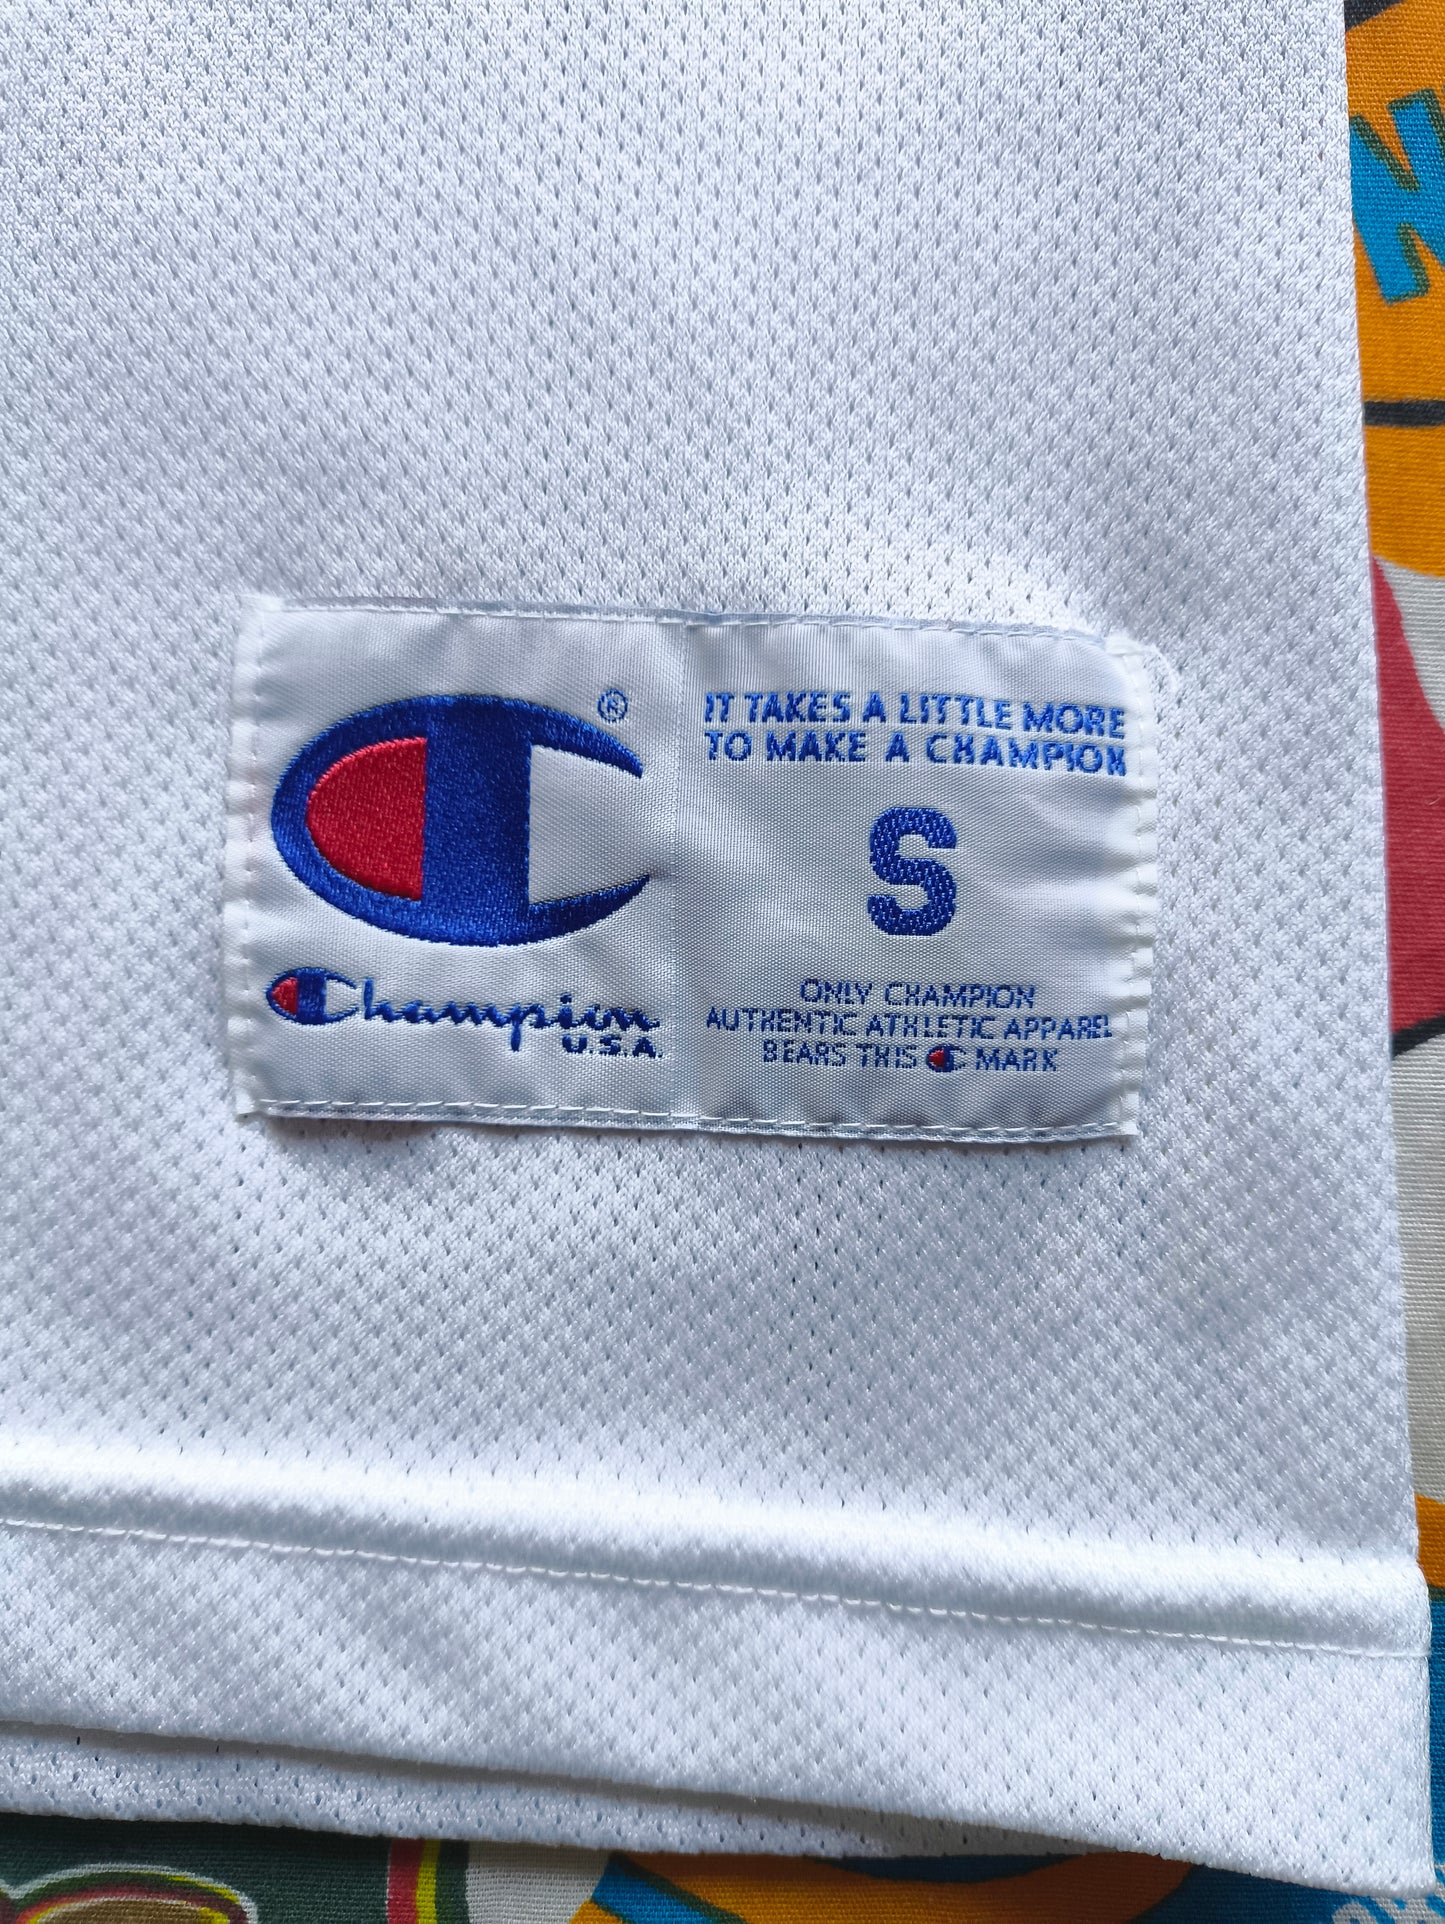 ®
IT TAKES A LITTLE MORE
TO MAKE A CHAMPION
S
Champion
U.S.A.
ONLY CHAMPION
AUTHENTIC ATHLETIC APPAREL
BEARS THIS C MARK